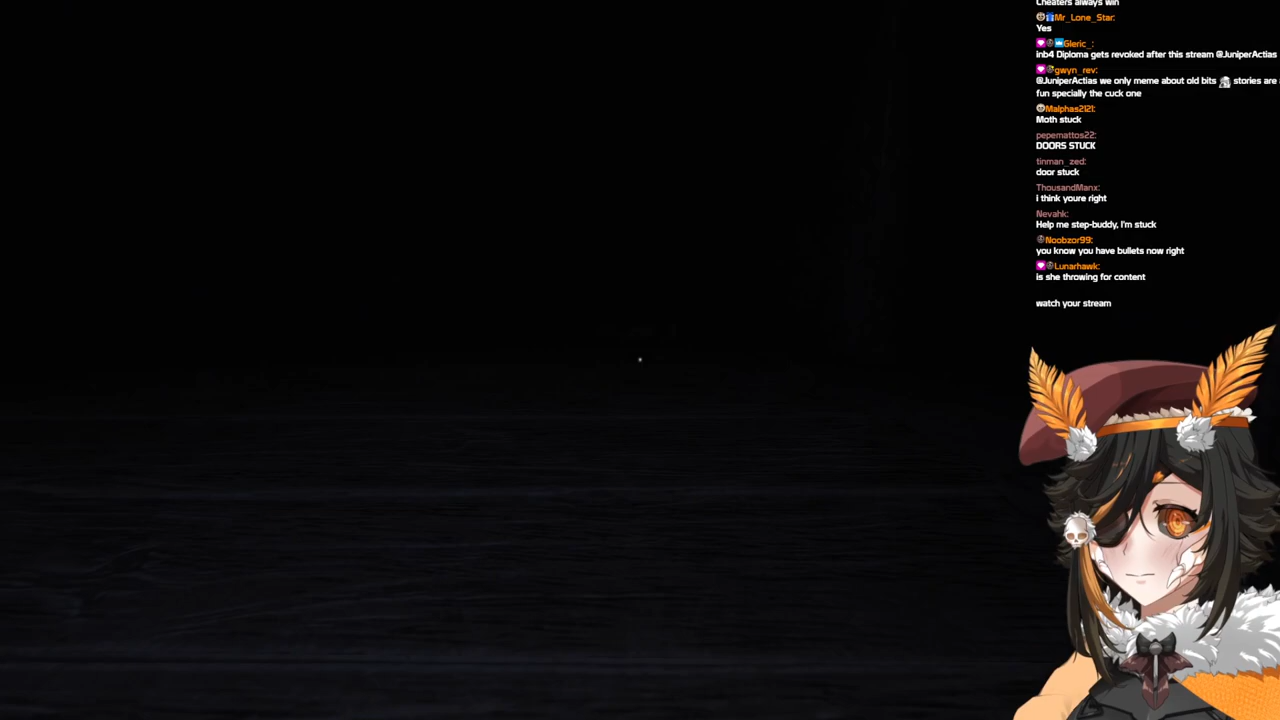 Cheaters always win
Mr_Lone_Star:
Yes
Gleric_:
inb4 Diploma gets revoked after this stream @JuniperActias
gwyn_rev:
@JuniperActias we only meme about old bits stories are
fun specially the cuck one
Malphas2121:
Moth stuck
pepemattos22:
DOORS STUCK
tinman_zed:
door stuck
ThousandManx:
i think youre right
Nevahk:
Help me step-buddy, I'm stuck
Noobzor99:
you know you have bullets now right
Lunarhawk:
is she throwing for content
watch your stream